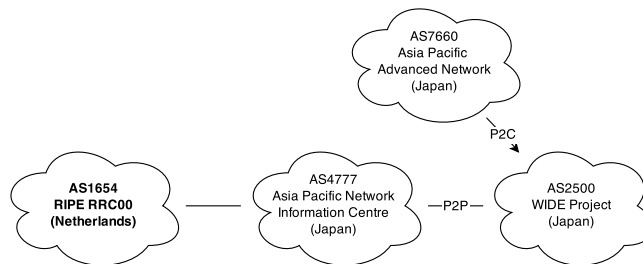 AS7660
Asia Pacific
Advanced Network
(Japan)
P2C
AS1654
RIPE RRC00
(Netherlands)
AS4777
Asia Pacific Network
Information Centre
(Japan)
P2P
AS2500
WIDE Project
(Japan)